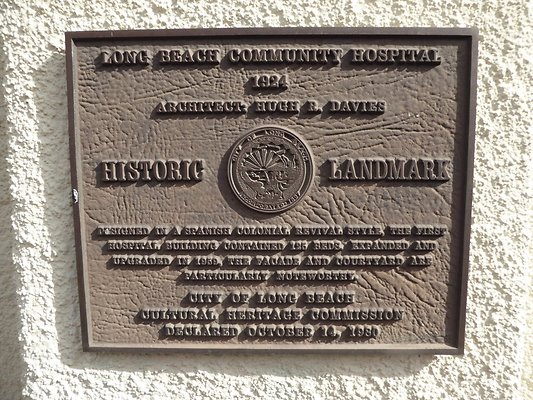 LONG BEACH COMMUNITY HOSPITAL
1924
ARCHITECT, HUGH R. DAVIES
HISTORIC LANDMARK
DESIGNED IN A SPANISH COLONIAL REVIVAL STYLE, THE FIRST
HOSPITAL BUILDING CONTAINED 125 BEDS. EXPANDED AND
UPGRADED IN 1959, THE FACADE AND COURTYARD ARE
PARTICULARLY NOTEWORTHY.
CITY OF LONG BEACH
CULTURAL HERITAGE COMMISSION
DECLARED OCTOBER 14, 1980